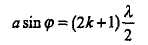 a sin φ = (2k + 1) λ/2